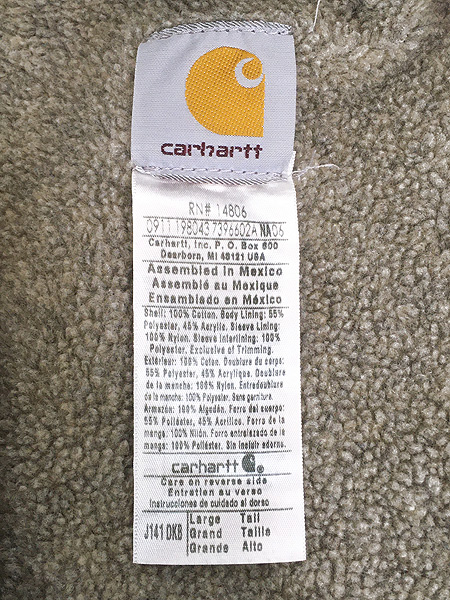 carhartt
RN# 14806
0911 198043 7396602A NA06
Carhartt, Inc. P. O. Box 600
Dearborn, MI 48121 USA
Assembled in Mexico
Assemblé au Mexique
Ensamblado en México
Shell: 100% Cotton. Body Lining: 55%
Polyester, 45% Acrylic. Sleeve Lining:
100% Nylon. Sleeve Interlining: 100%
Polyester. Exclusive of Trimming.
Extérieur: 100% Coton. Doublure du corps:
55% Polyester, 45% Acrylique. Doublure
de la manche: 100% Nylon. Entredoublure
de la manche: 100% Polyester. Sans garniture.
Armazón: 100% Algodón. Forro del cuerpo:
55% Poliéster, 45% Acrílico. Forro de la
manga: 100% Nilón. Forro entrelazado de la
manga: 100% Poliéster. Sin incluir adorno.
carhartt
Care on reverse side
Entretien au verso
Instrucciones de cuidado al dorso
J141 DKB
Large Tall
Grand Taille
Grande Alto